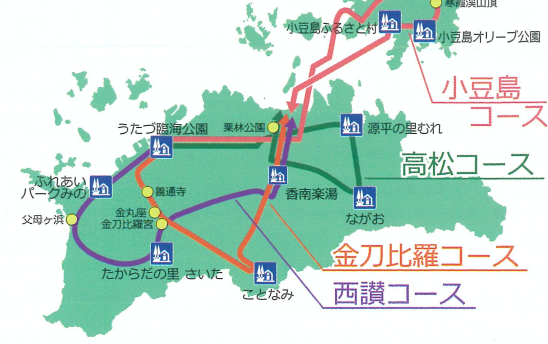 寒霞渓山頂
小豆島ふるさと村
小豆島オリーブ公園
小豆島
コース
うたづ臨海公園
栗林公園
源平の里むれ
高松コース
ふれあい
パークみの
善通寺
香南楽湯
父母ヶ浜
金丸座
金刀比羅宮
ながお
たからだの里 さいた
ことなみ
金刀比羅コース
西讃コース